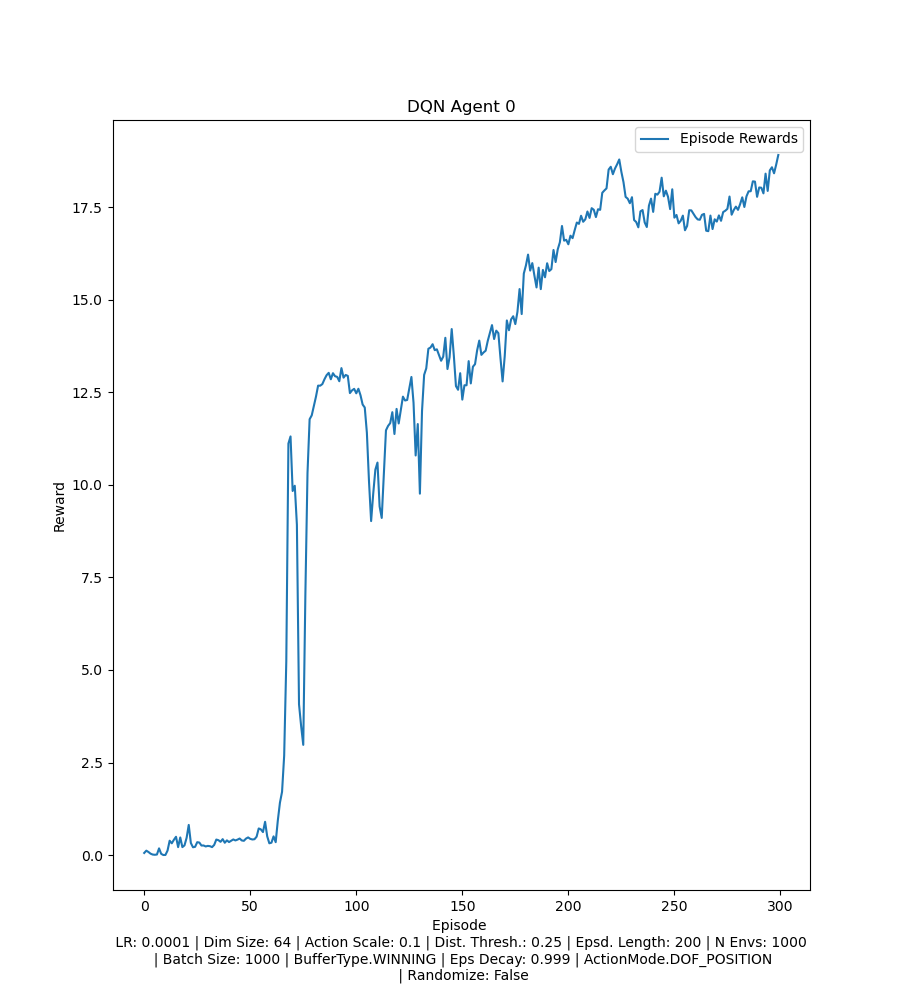 DQN Agent 0
Episode Rewards
17.5
15.0
12.5
10.0
7.5
5.0
2.5
0.0
Reward
0 50 100 150 200 250 300
Episode
LR: 0.0001 | Dim Size: 64 | Action Scale: 0.1 | Dist. Thresh.: 0.25 | Epsd. Length: 200 | N Envs: 1000
| Batch Size: 1000 | BufferType.WINNING | Eps Decay: 0.999 | ActionMode.DOF_POSITION
| Randomize: False